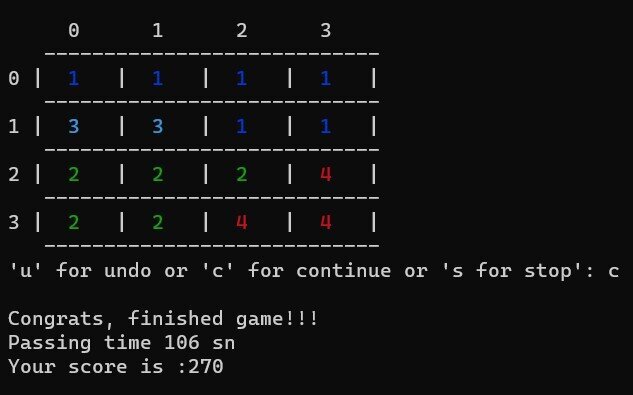 0 1 2 3
----------------------------
0 | 1 | 1 | 1 | 1 |
----------------------------
1 | 3 | 3 | 1 | 1 |
----------------------------
2 | 2 | 2 | 2 | 4 |
----------------------------
3 | 2 | 2 | 4 | 4 |
----------------------------
'u' for undo or 'c' for continue or 's for stop': c
Congrats, finished game!!!
Passing time 106 sn
Your score is :270